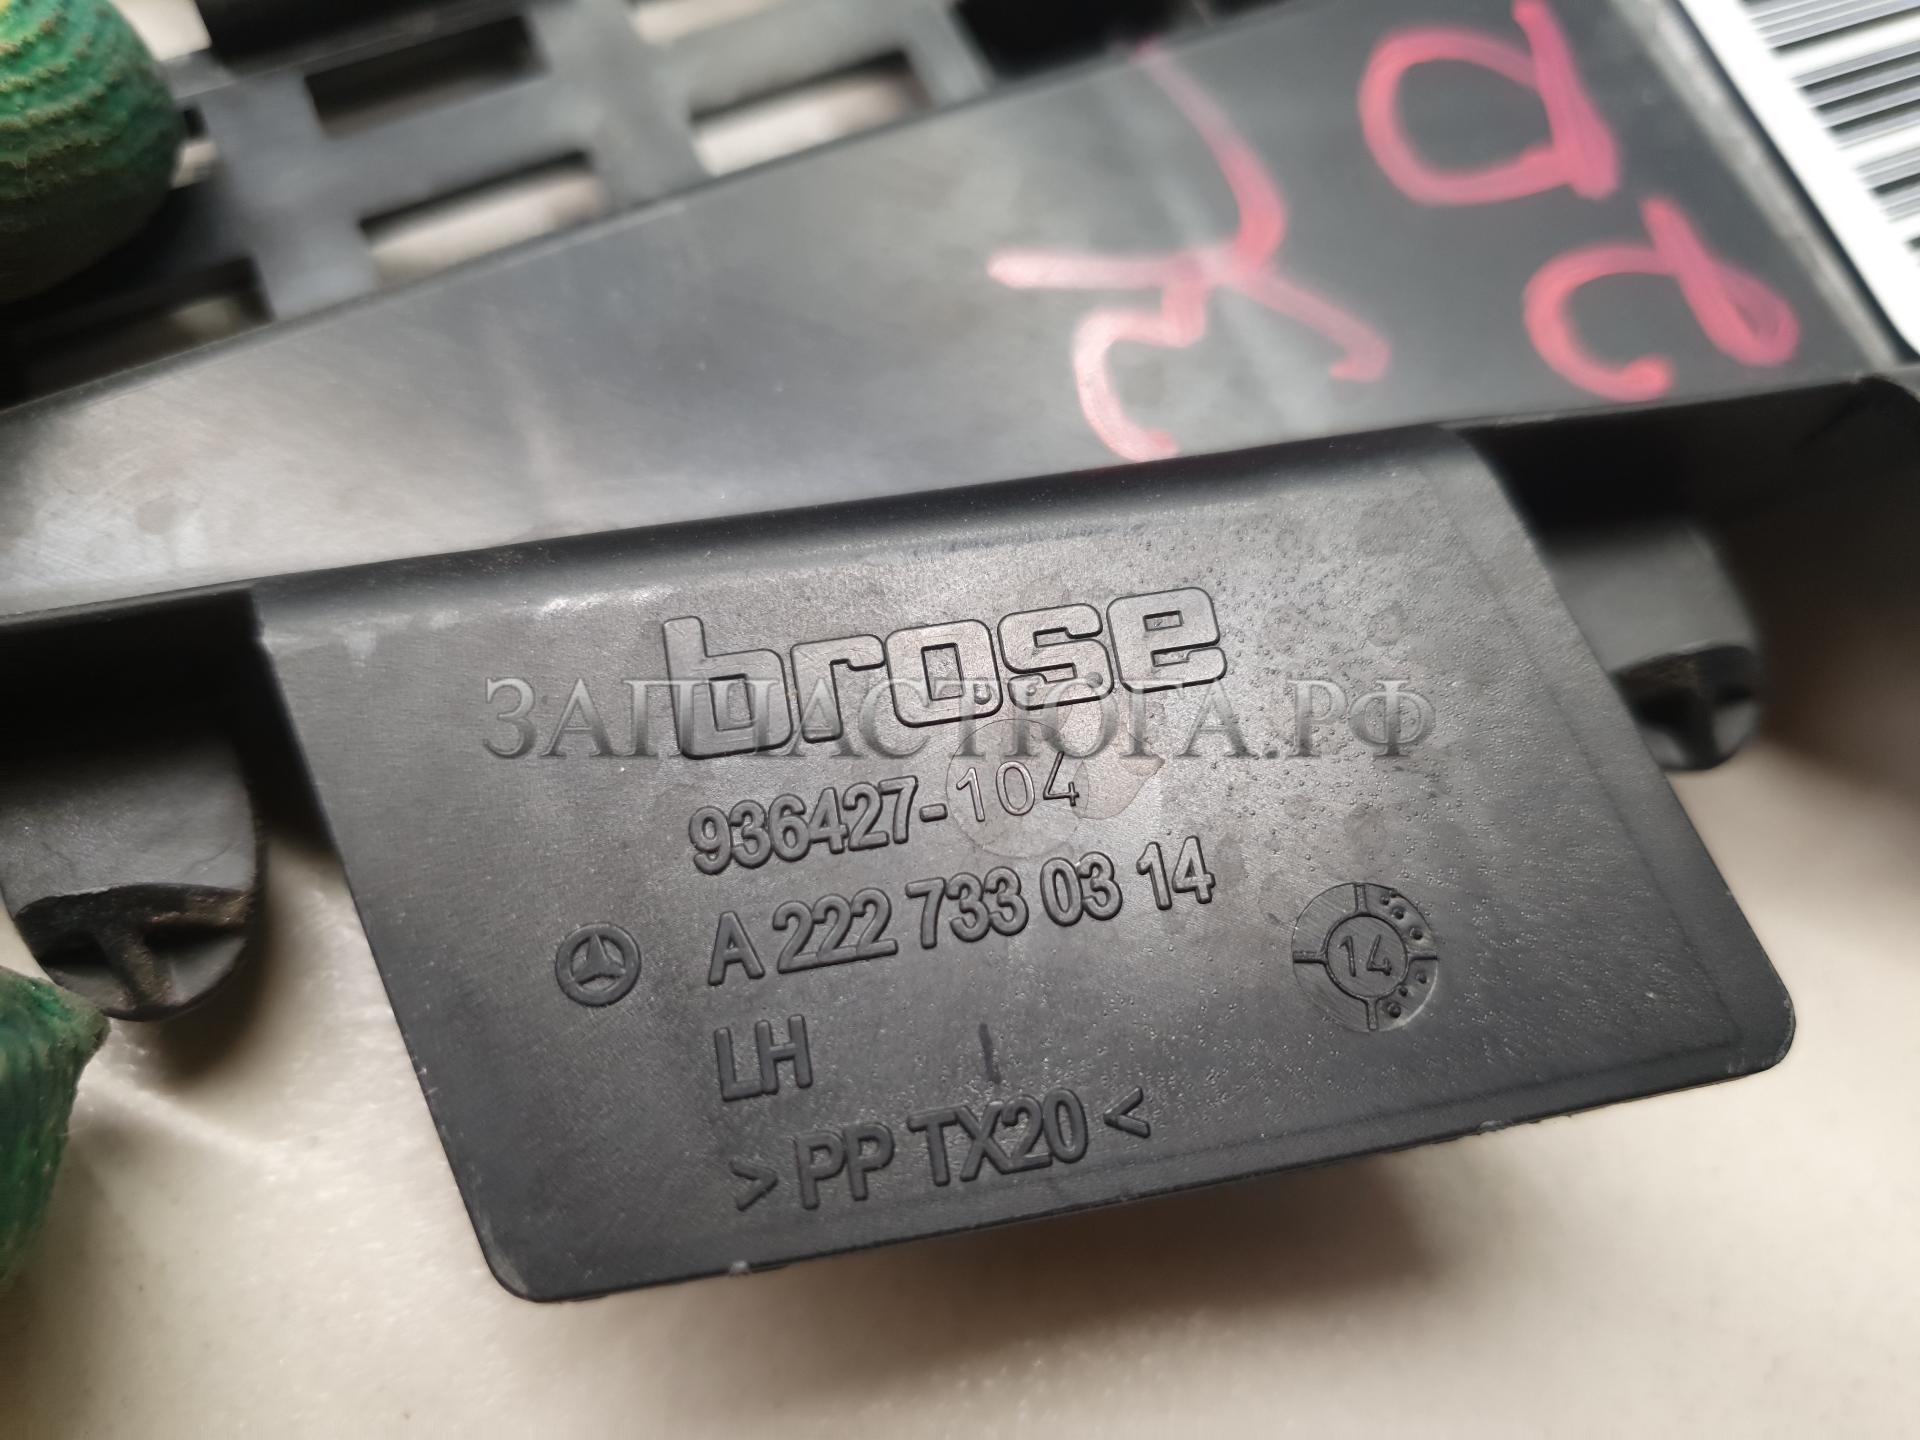 brose
ЗАПЧАСТЮГА.РФ
936427-104
A 222 733 03 14
14
LH
>PP TX20<